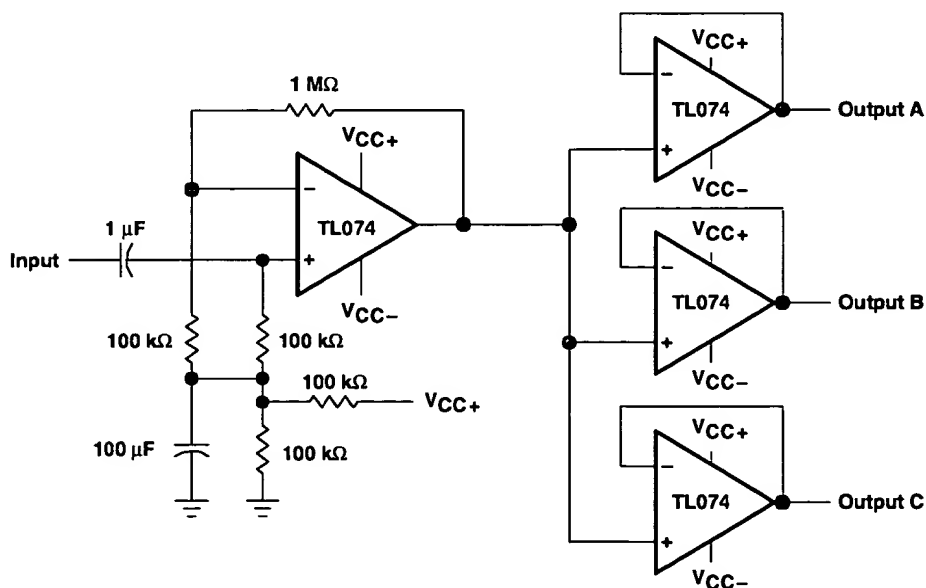 1 MΩ
VCC+
−
TL074
+
VCC−
1 µF
Input
100 kΩ
100 kΩ
100 kΩ
VCC+
100 µF
100 kΩ
VCC+
−
TL074
+
VCC−
Output A
VCC+
−
TL074
+
VCC−
Output B
VCC+
−
TL074
+
VCC−
Output C